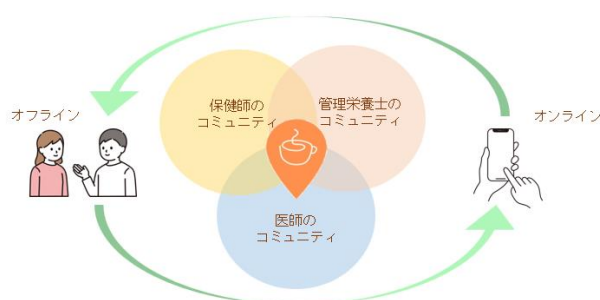 保健師の
コミュニティ
管理栄養士の
コミュニティ
オフライン
オンライン
医師の
コミュニティ